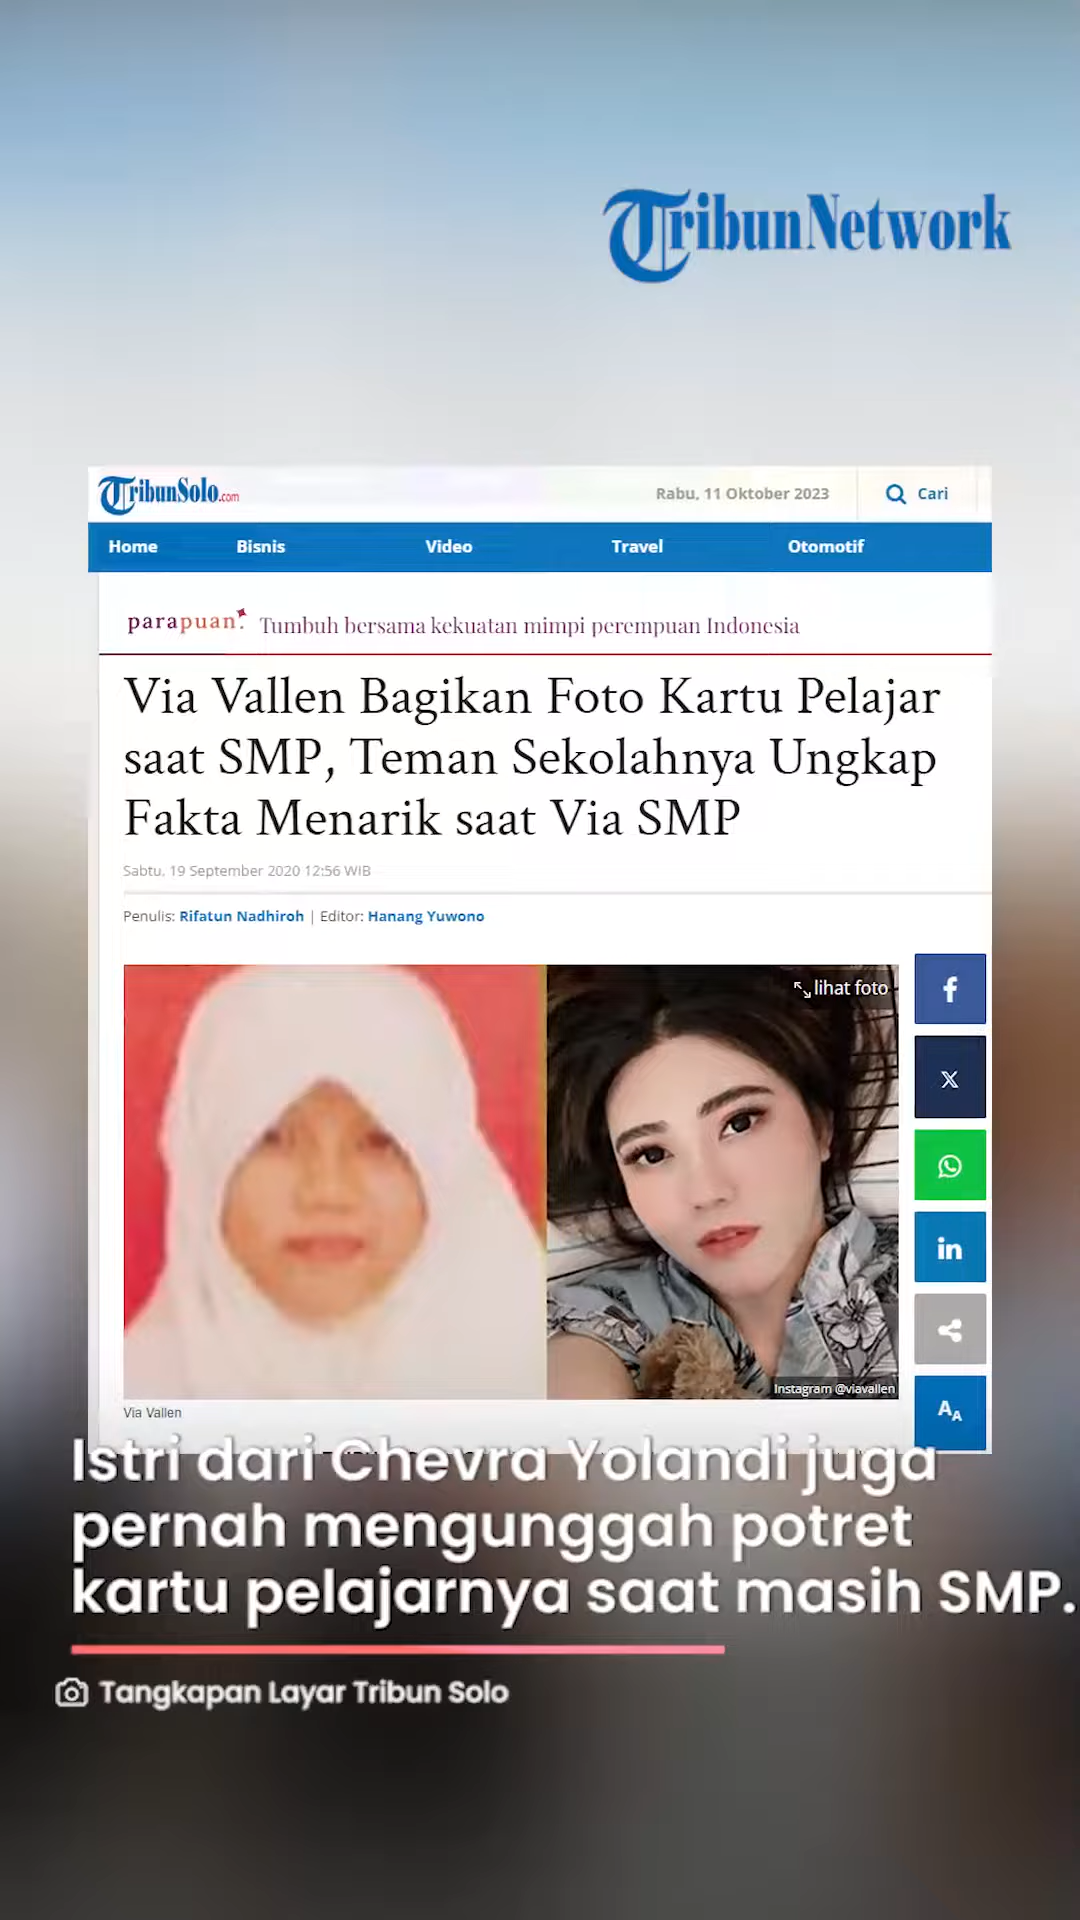 TribunNetwork
TribunSolo.com
Rabu, 11 Oktober 2023
Cari
Home Bisnis Video Travel Otomotif
parapuan. Tumbuh bersama kekuatan mimpi perempuan Indonesia
Via Vallen Bagikan Foto Kartu Pelajar
saat SMP, Teman Sekolahnya Ungkap
Fakta Menarik saat Via SMP
Sabtu, 19 September 2020 12:56 WIB
Penulis: Rifatun Nadhiroh | Editor: Hanang Yuwono
lihat foto
Instagram @viavallen
Via Vallen
AA
Istri dari Chevra Yolandi juga
pernah mengunggah potret
kartu pelajarnya saat masih SMP.
Tangkapan Layar Tribun Solo